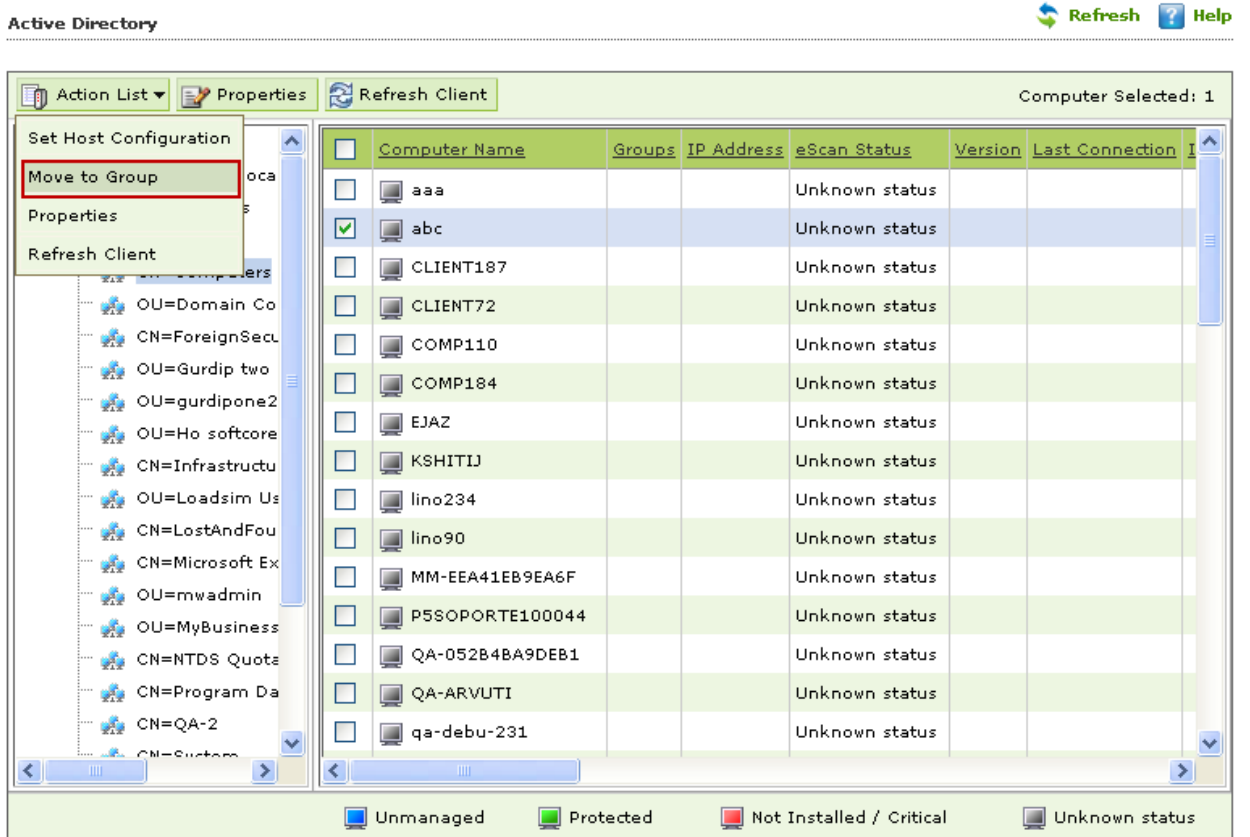 Active Directory
Refresh Help
Action List Properties Refresh Client Computer Selected: 1
Set Host Configuration
Move to Group
Properties
Refresh Client
OU=Domain Co
CN=ForeignSecu
OU=Gurdip two
OU=gurdipone2
OU=Ho softcore
CN=Infrastructu
OU=Loadsim Us
CN=LostAndFou
CN=Microsoft Ex
OU=mwadmin
OU=MyBusiness
CN=NTDS Quota
CN=Program Da
CN=QA-2
Computer Name Groups IP Address eScan Status Version Last Connection
aaa Unknown status
abc Unknown status
CLIENT187 Unknown status
CLIENT72 Unknown status
COMP110 Unknown status
COMP184 Unknown status
EJAZ Unknown status
KSHITIJ Unknown status
lino234 Unknown status
lino90 Unknown status
MM-EEA41EB9EA6F Unknown status
P5SOPORTE100044 Unknown status
QA-052B4BA9DEB1 Unknown status
QA-ARVUTI Unknown status
qa-debu-231 Unknown status
Unmanaged Protected Not Installed / Critical Unknown status